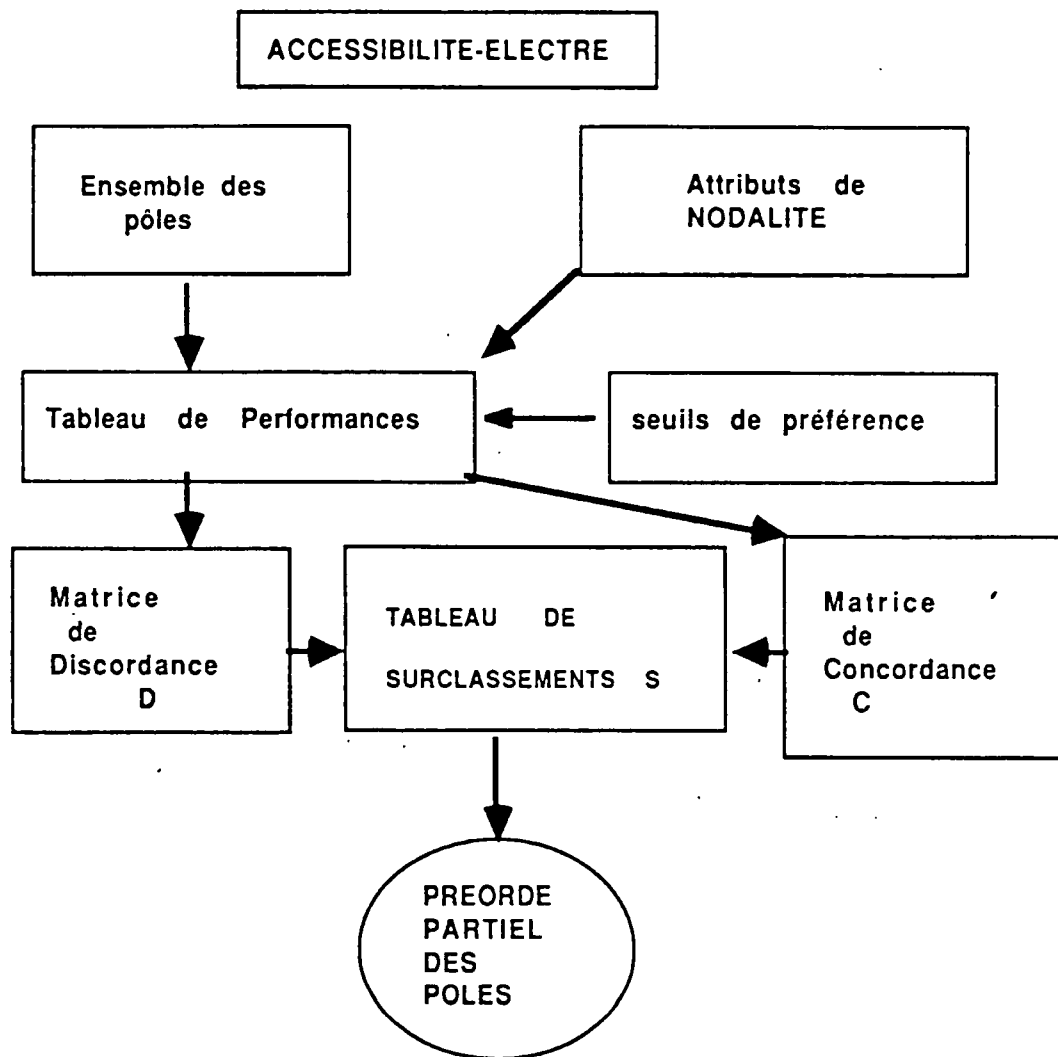 ACCESSIBILITE-ELECTRE
Ensemble des
pôles
Attributs de
NODALITE
Tableau de Performances
seuils de préférence
Matrice
de
Discordance
D
TABLEAU DE
SURCLASSEMENTS S
Matrice
de
Concordance
C
PREORDE
PARTIEL
DES
POLES